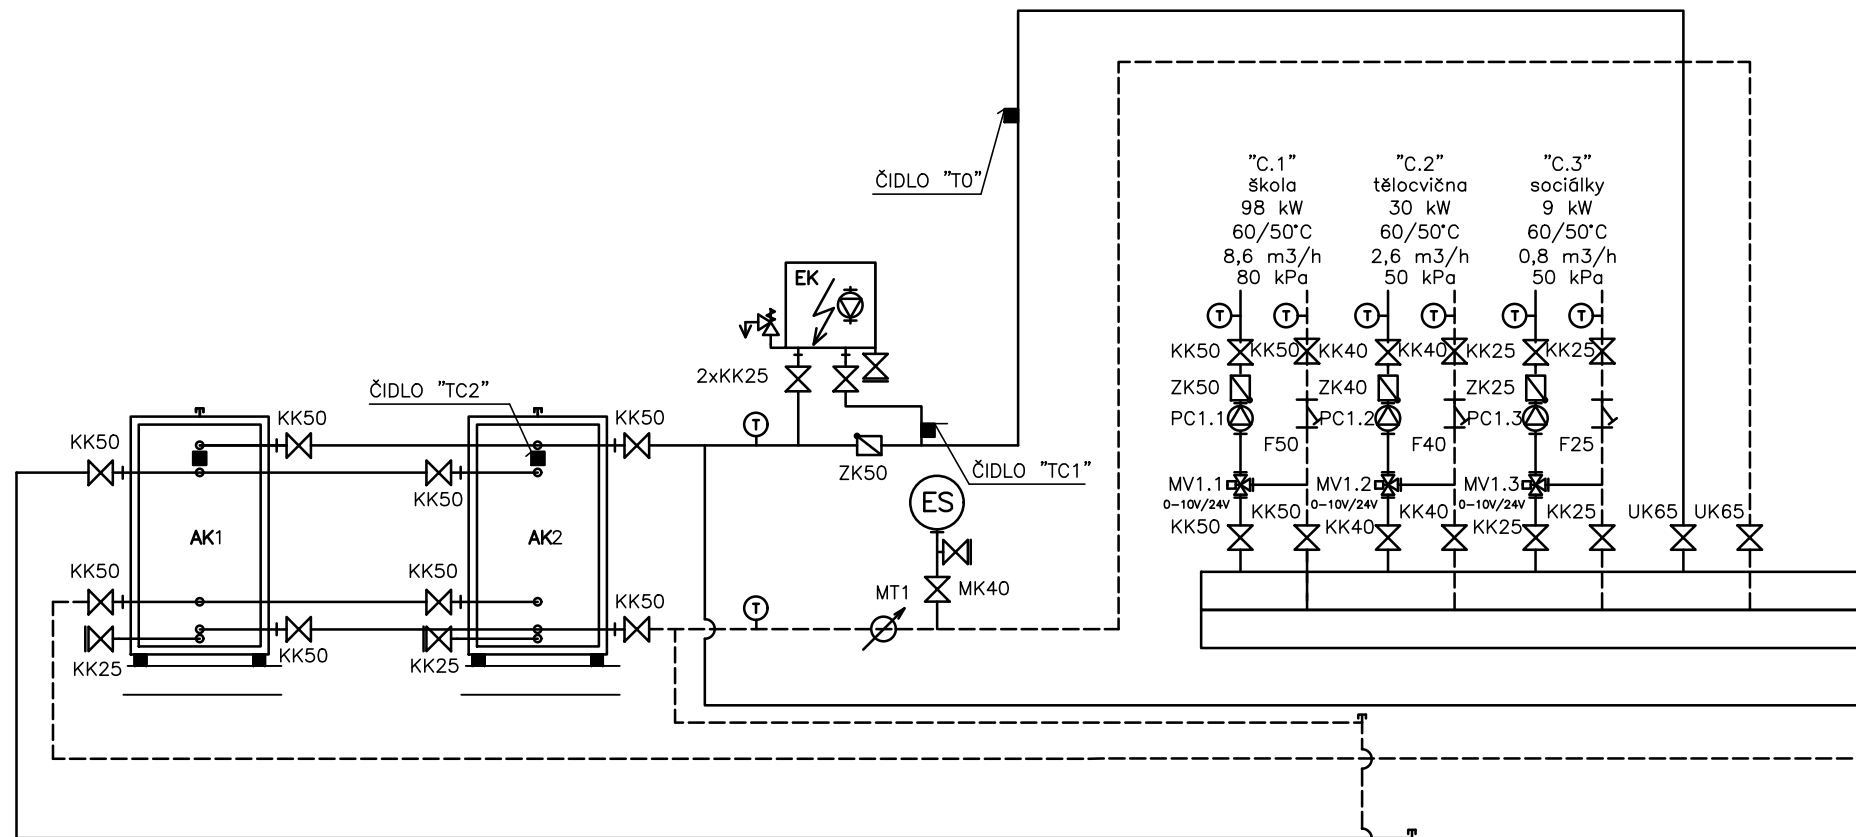 ČIDLO "T0"
"C.1"
škola
98 kW
60/50°C
8,6 m3/h
80 kPa
"C.2"
tělocvična
30 kW
60/50°C
2,6 m3/h
50 kPa
"C.3"
sociálky
9 kW
60/50°C
0,8 m3/h
50 kPa
EK
T T T T T T
KK50 KK50 KK40 KK40 KK25 KK25
2xKK25
ZK50 ZK40 ZK25
ČIDLO "TC2"
PC1.1 PC1.2 PC1.3
KK50 KK50 KK50
T
F50 F40 F25
ZK50
ČIDLO "TC1"
KK50
MV1.1 MV1.2 MV1.3
0-10V/24V 0-10V/24V 0-10V/24V
ES
KK50 KK50 KK40 KK40 KK25 KK25 UK65 UK65
AK1 AK2
KK50 KK50
KK50
T
MT1
MK40
KK25 KK50 KK25